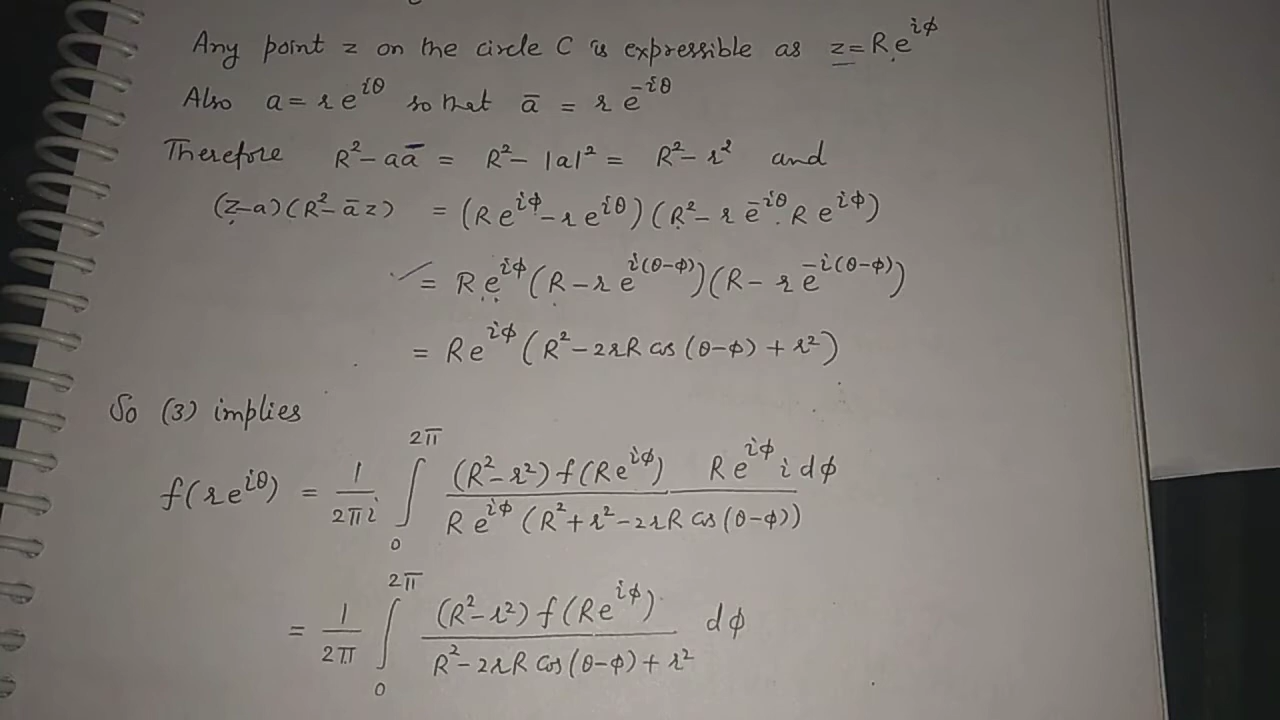 Any point z on the circle C is expressible as z = Re^{iφ}
Also a = re^{iθ} so that ā = re^{-iθ}
Therefore R² - aā = R² - |a|² = R² - r² and
(z-a)(R² - āz) = (Re^{iφ} - re^{iθ})(R² - re^{-iθ}.Re^{iφ})
= Re^{iφ}(R - re^{i(θ-φ)})(R - re^{-i(θ-φ)})
= Re^{iφ}(R² - 2rR cos(θ-φ) + r²)
So (3) implies
f(re^{iθ}) = 1/2πi ∫_0^{2π} (R² - r²) f(Re^{iφ}) Re^{iφ} i dφ / Re^{iφ}(R² + r² - 2rR cos(θ-φ))
= 1/2π ∫_0^{2π} (R² - r²) f(Re^{iφ}) / R² - 2rR cos(θ-φ) + r² dφ